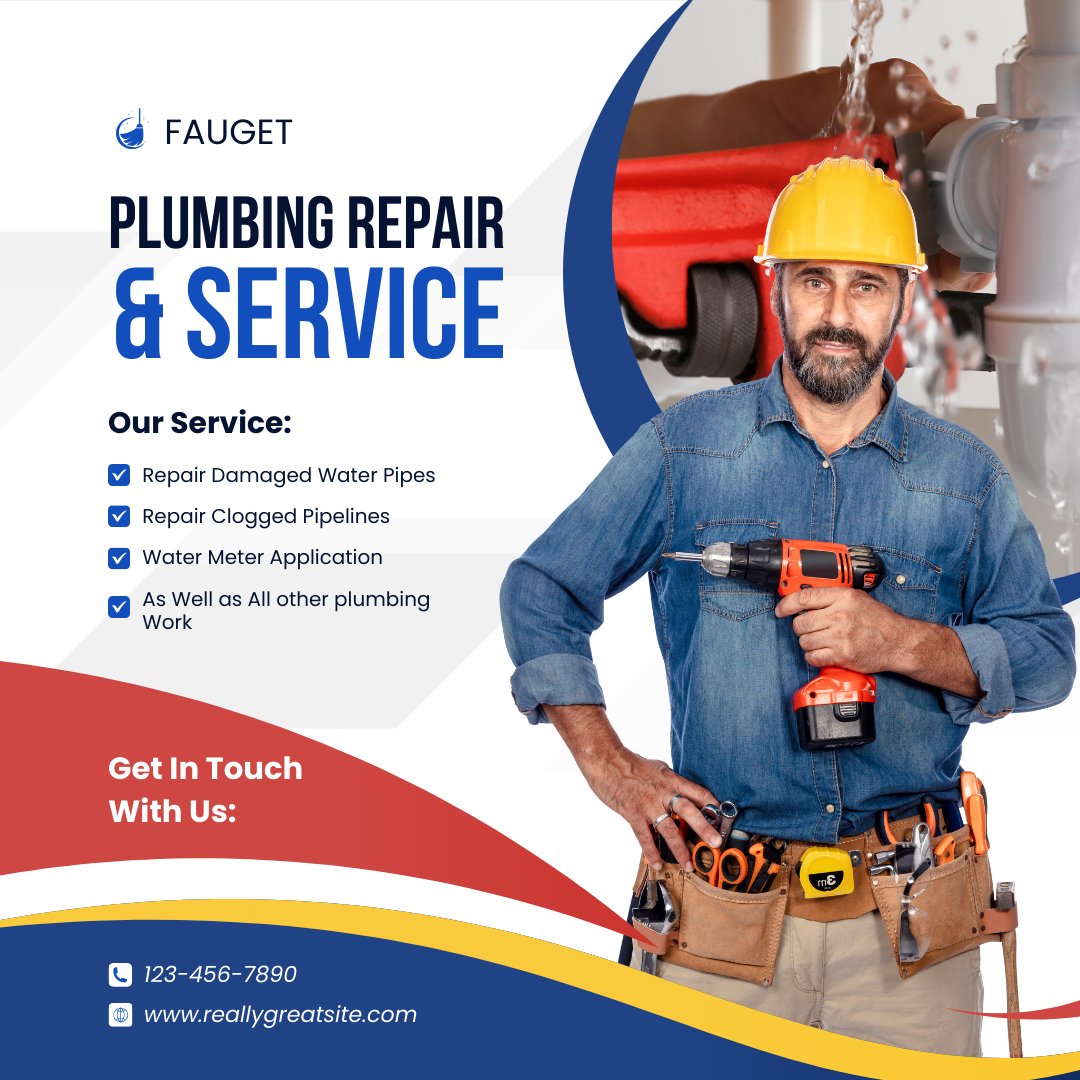 FAUGET
PLUMBING REPAIR
& SERVICE
Our Service:
Repair Damaged Water Pipes
Repair Clogged Pipelines
Water Meter Application
As Well as All other plumbing
Work
Get In Touch
With Us:
3m
123-456-7890
www.reallygreatsite.com